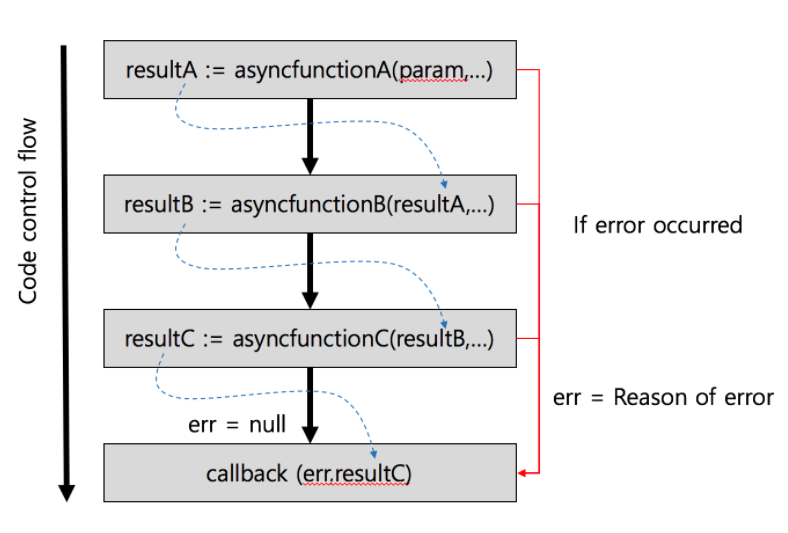 resultA := asyncfunctionA(param,...)
Code control flow
resultB := asyncfunctionB(resultA,...)
If error occurred
resultC := asyncfunctionC(resultB,...)
err = Reason of error
err = null
callback (err,resultC)